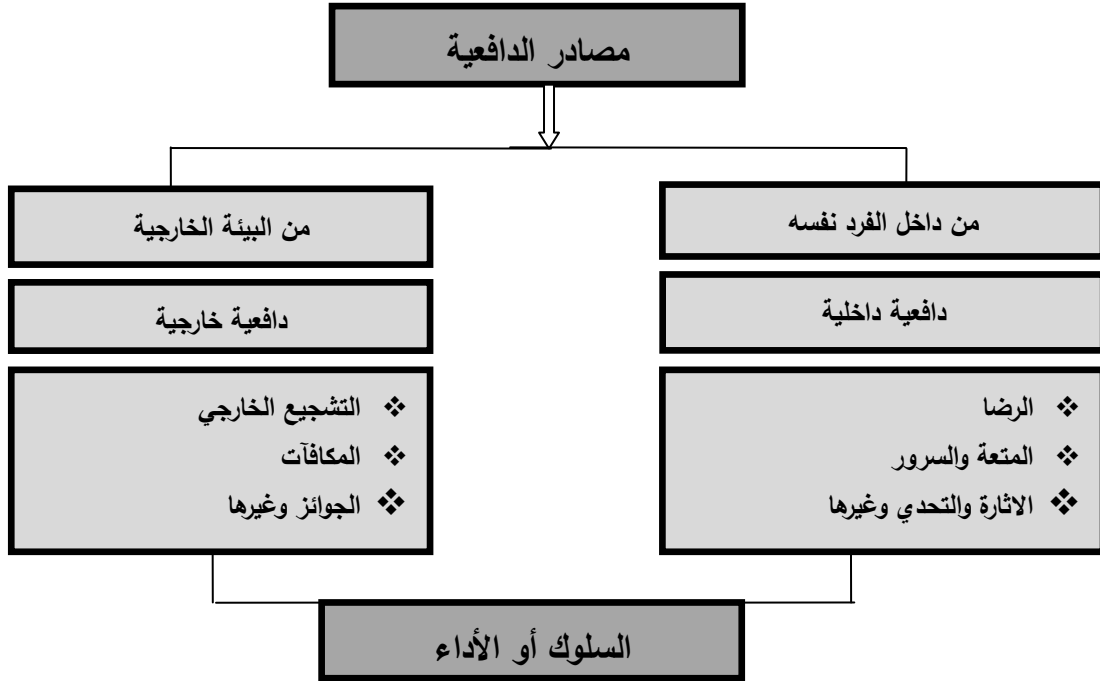 مصادر الدافعية
من داخل الفرد نفسه
دافعية داخلية
❖ الرضا
❖ المتعة والسرور
❖ الاثارة والتحدي وغيرها
من البيئة الخارجية
دافعية خارجية
❖ التشجيع الخارجي
❖ المكافآت
❖ الجوائز وغيرها
السلوك أو الأداء